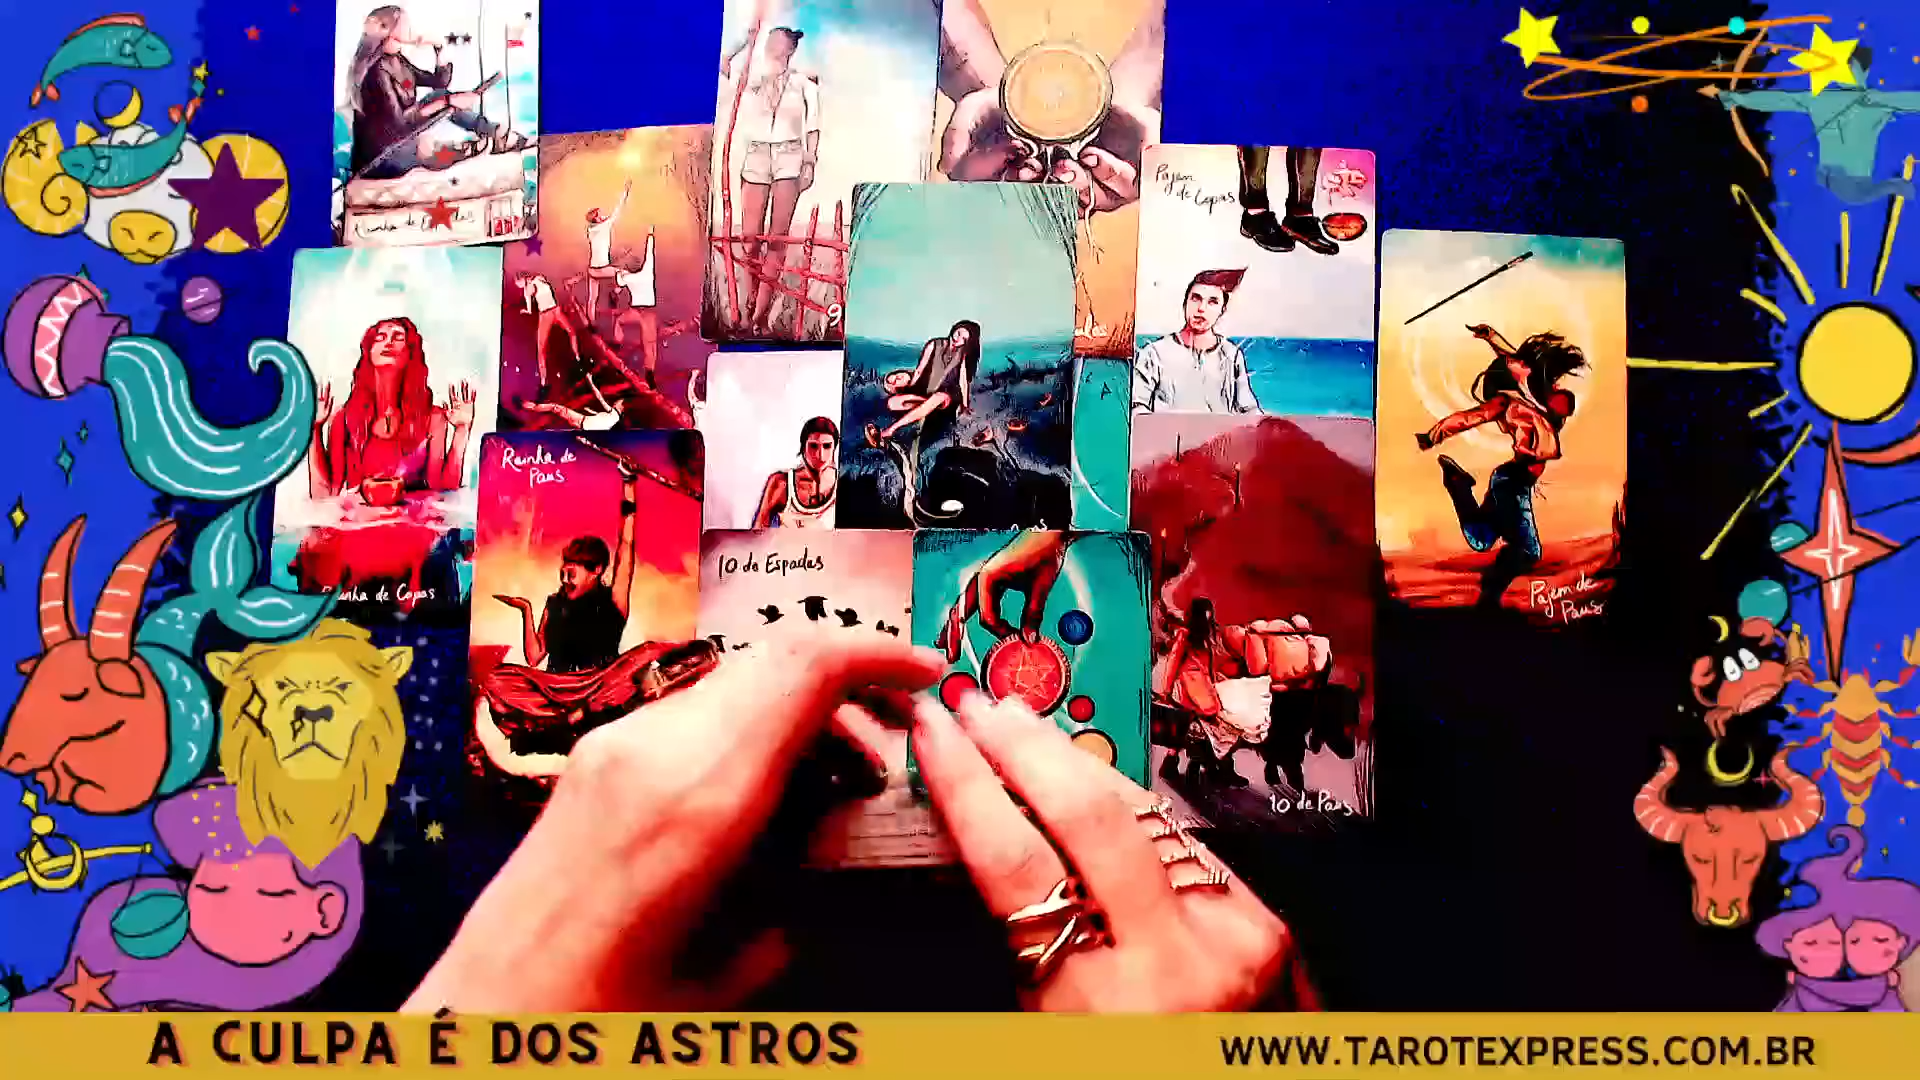 Pajem
de Copas
9
Rainha de
Paus
10 de Espadas
Rainha de Copas
Pajem de
Paus
10 de Paus
A CULPA É DOS ASTROS
WWW.TAROTEXPRESS.COM.BR